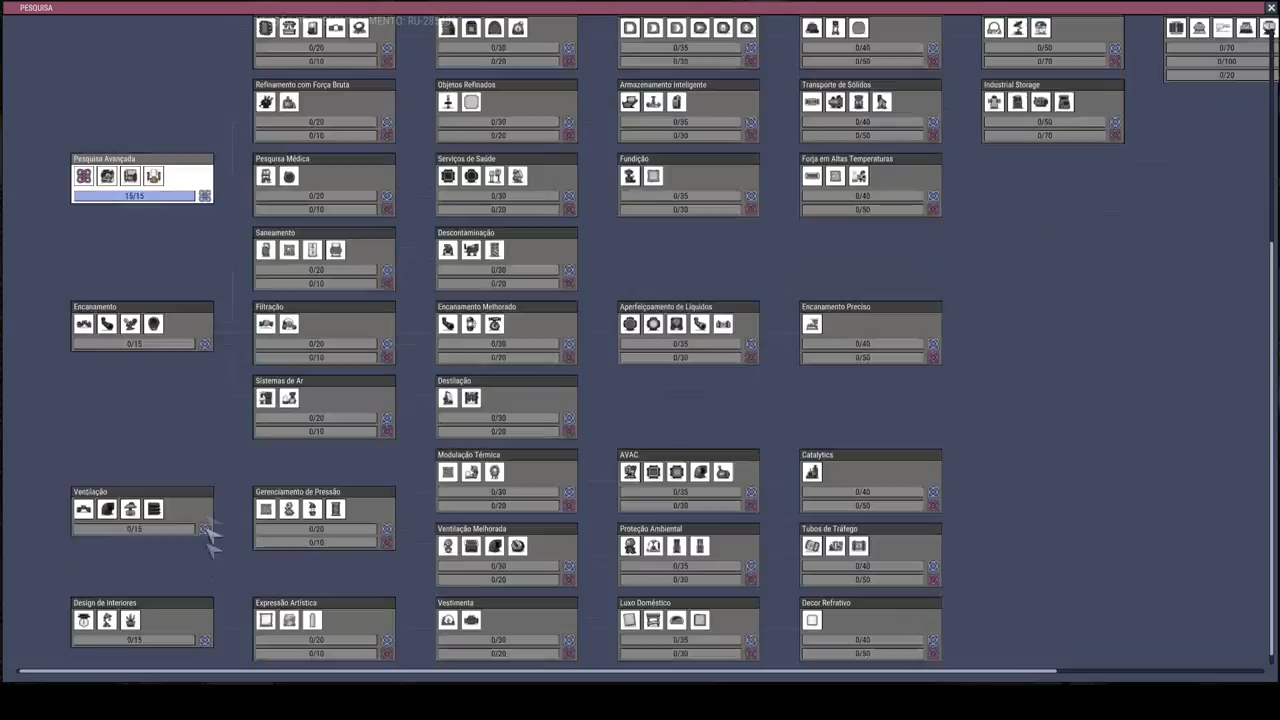 PESQUISA
0/20 0/30 0/35 0/40 0/50 0/70
0/10 0/20 0/30 0/50 0/70 0/100
0/20
Refinamento com Força Bruta Objetos Refinados Armazenamento Inteligente Transporte de Sólidos Industrial Storage
0/20 0/30 0/35 0/40 0/50
0/10 0/20 0/30 0/50 0/70
Pesquisa Avançada Pesquisa Médica Serviços de Saúde Fundição Forja em Altas Temperaturas
15/15 0/20 0/30 0/35 0/40
0/10 0/20 0/30 0/50
Saneamento Descontaminação
0/20 0/30
0/10 0/20
Encanamento Filtração Encanamento Melhorado Aperfeiçoamento de Líquidos Encanamento Preciso
0/15 0/20 0/30 0/35 0/40
0/10 0/20 0/30 0/50
Sistemas de Ar Destilação
0/20 0/30
0/10 0/20
Modulação Térmica AVAC Catalytics
0/30 0/35 0/40
0/20 0/30 0/50
Ventilação Gerenciamento de Pressão
0/15 0/20
0/10
Ventilação Melhorada Proteção Ambiental Tubos de Tráfego
0/30 0/35 0/40
0/20 0/30 0/50
Design de Interiores Expressão Artística Vestimenta Luxo Doméstico Decor Refrativo
0/15 0/20 0/30 0/35 0/40
0/10 0/20 0/30 0/50